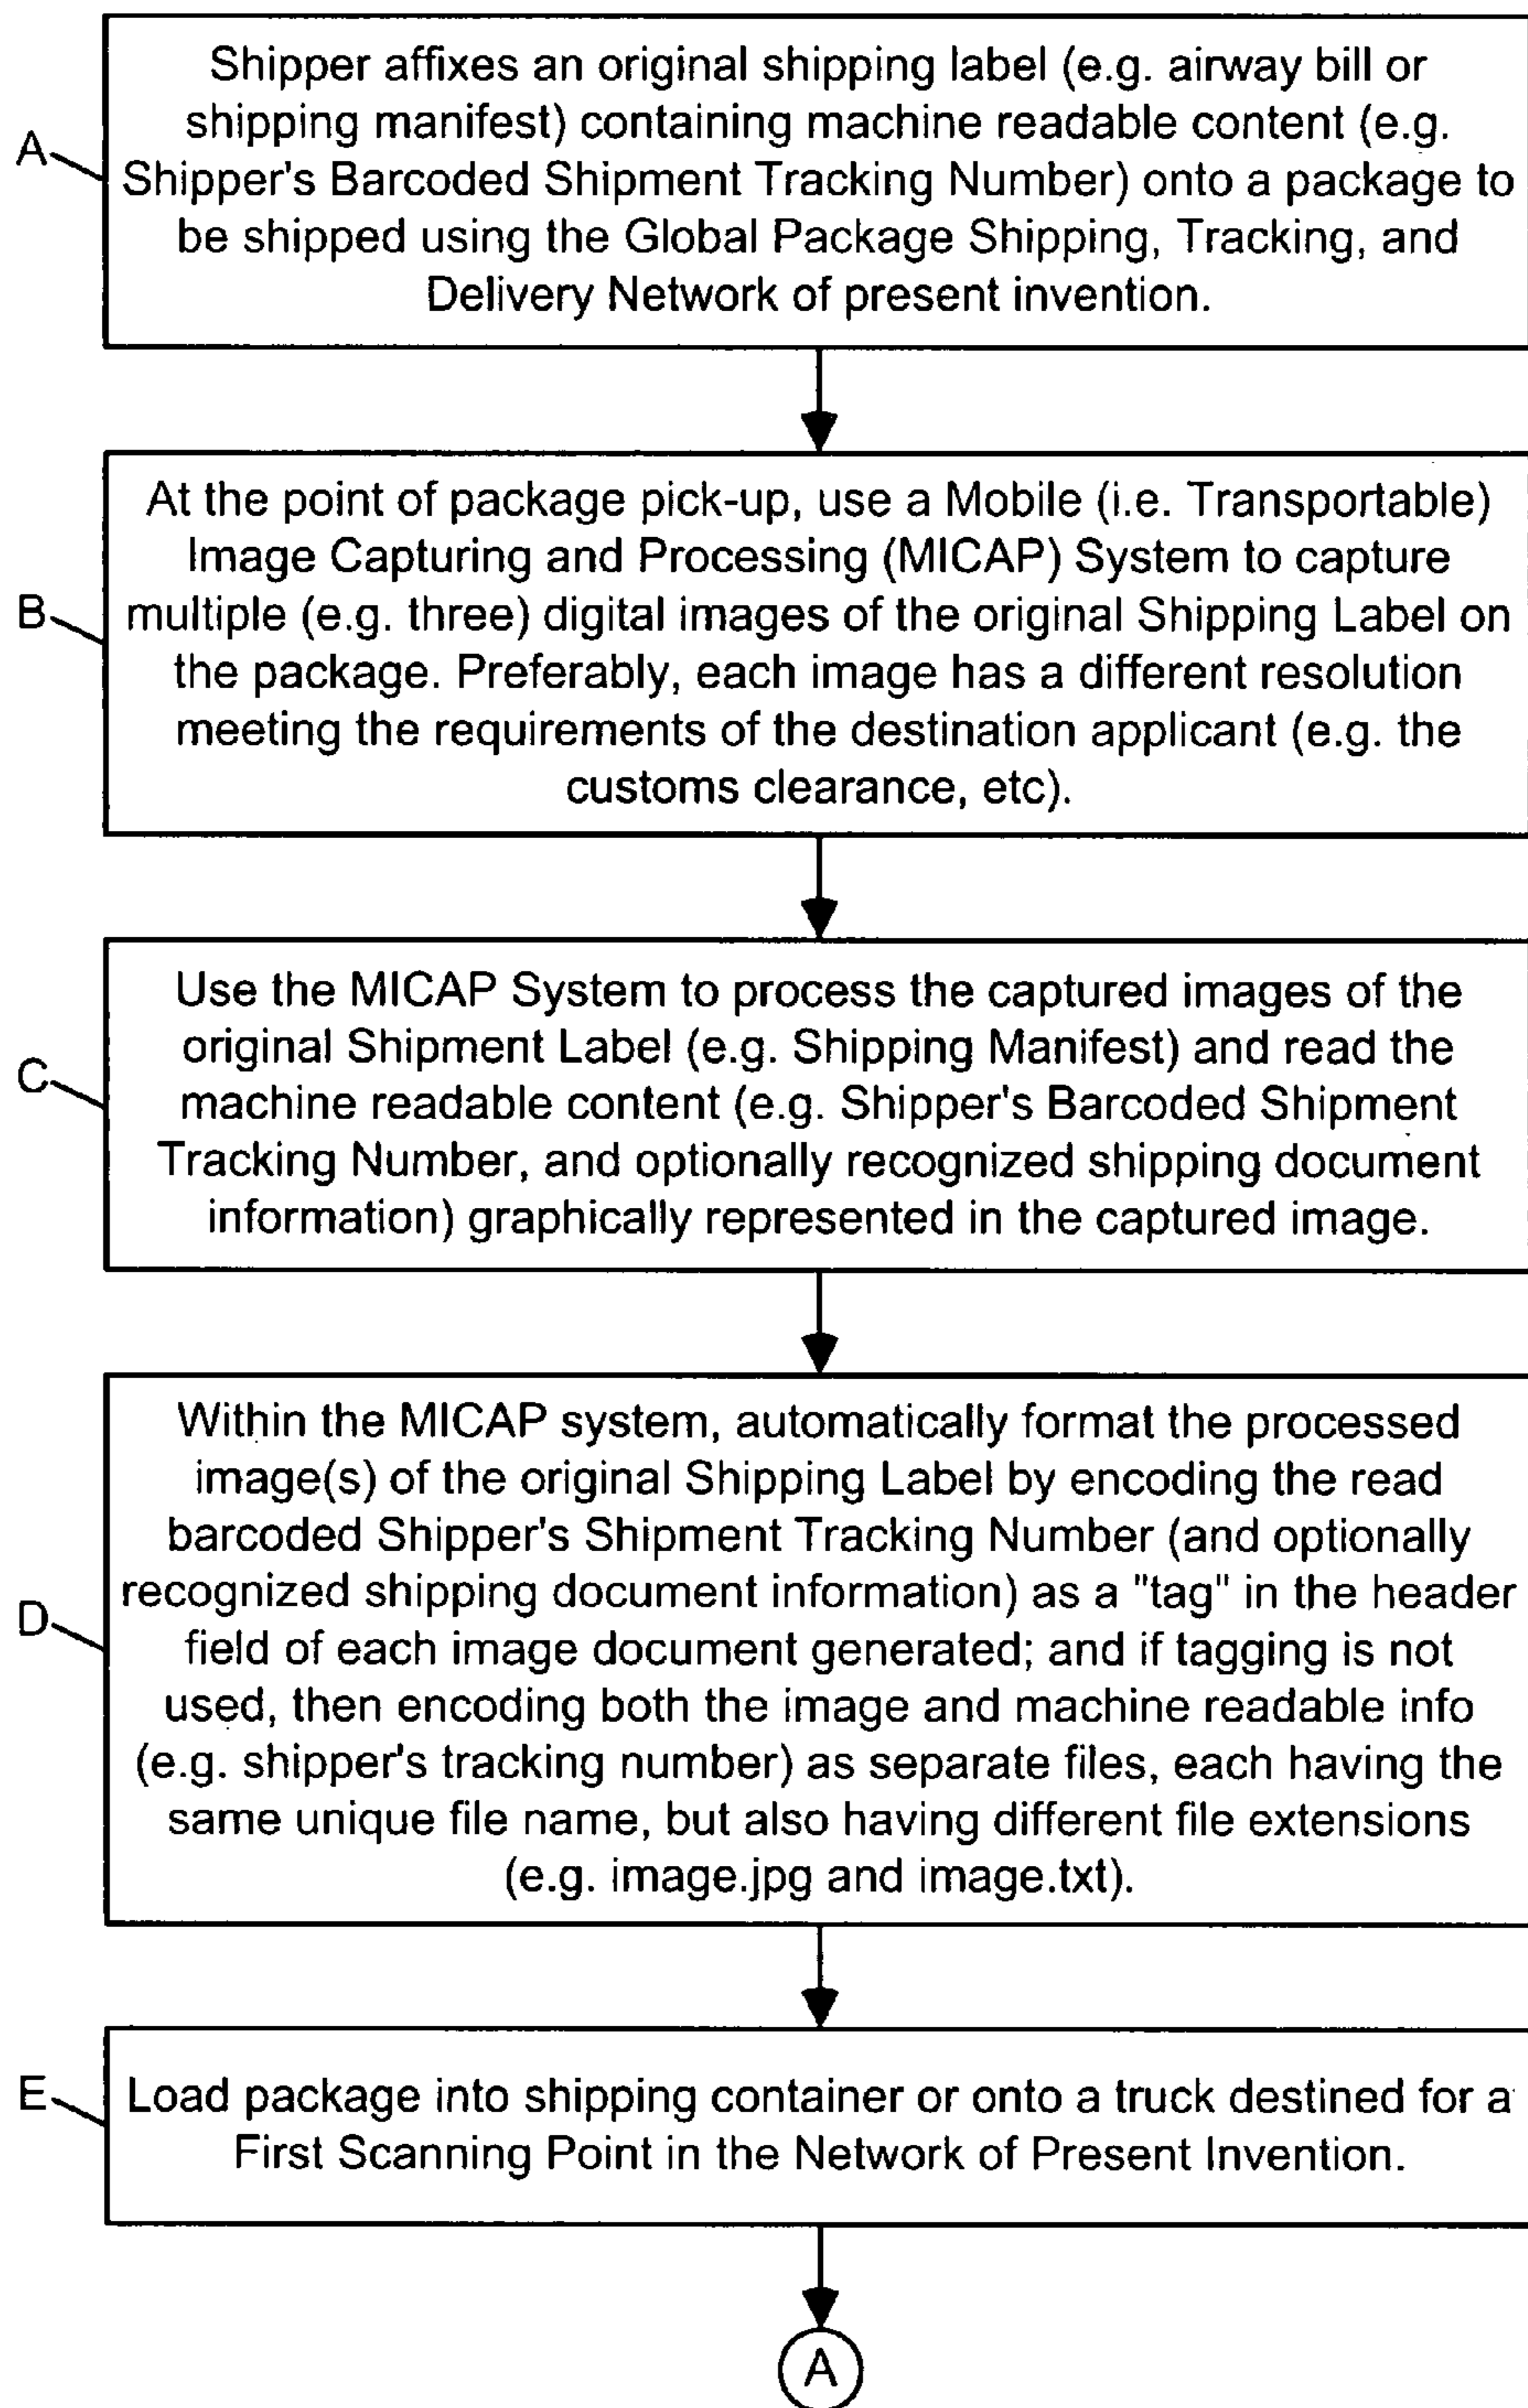 Shipper affixes an original shipping label (e.g. airway bill or
shipping manifest) containing machine readable content (e.g.
A
Shipper's Barcoded Shipment Tracking Number) onto a package to
be shipped using the Global Package Shipping, Tracking, and
Delivery Network of present invention.
At the point of package pick-up, use a Mobile (i.e. Transportable)
Image Capturing and Processing (MICAP) System to capture
B
multiple (e.g. three) digital images of the original Shipping Label on
the package. Preferably, each image has a different resolution
meeting the requirements of the destination applicant (e.g. the
customs clearance, etc).
Use the MICAP System to process the captured images of the
original Shipment Label (e.g. Shipping Manifest) and read the
C
machine readable content (e.g. Shipper's Barcoded Shipment
Tracking Number, and optionally recognized shipping document
information) graphically represented in the captured image.
Within the MICAP system, automatically format the processed
image(s) of the original Shipping Label by encoding the read
barcoded Shipper's Shipment Tracking Number (and optionally
recognized shipping document information) as a "tag" in the header
D
field of each image document generated; and if tagging is not
used, then encoding both the image and machine readable info
(e.g. shipper's tracking number) as separate files, each having the
same unique file name, but also having different file extensions
(e.g. image.jpg and image.txt).
E
Load package into shipping container or onto a truck destined for a
First Scanning Point in the Network of Present Invention.
A